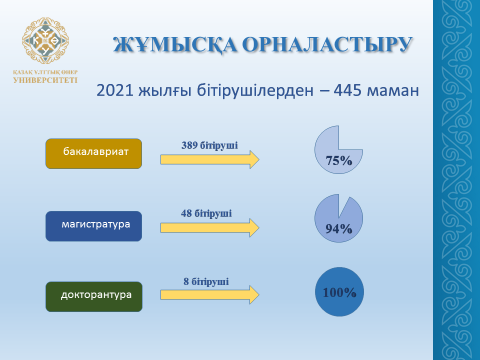 ҚАЗАҚ ҰЛТТЫҚ ӨНЕР
УНИВЕРСИТЕТІ
ЖҰМЫСҚА ОРНАЛАСТЫРУ
2021 жылғы бітірушілерден – 445 маман
бакалавриат
389 бітіруші
75%
магистратура
48 бітіруші
94%
докторантура
8 бітіруші
100%